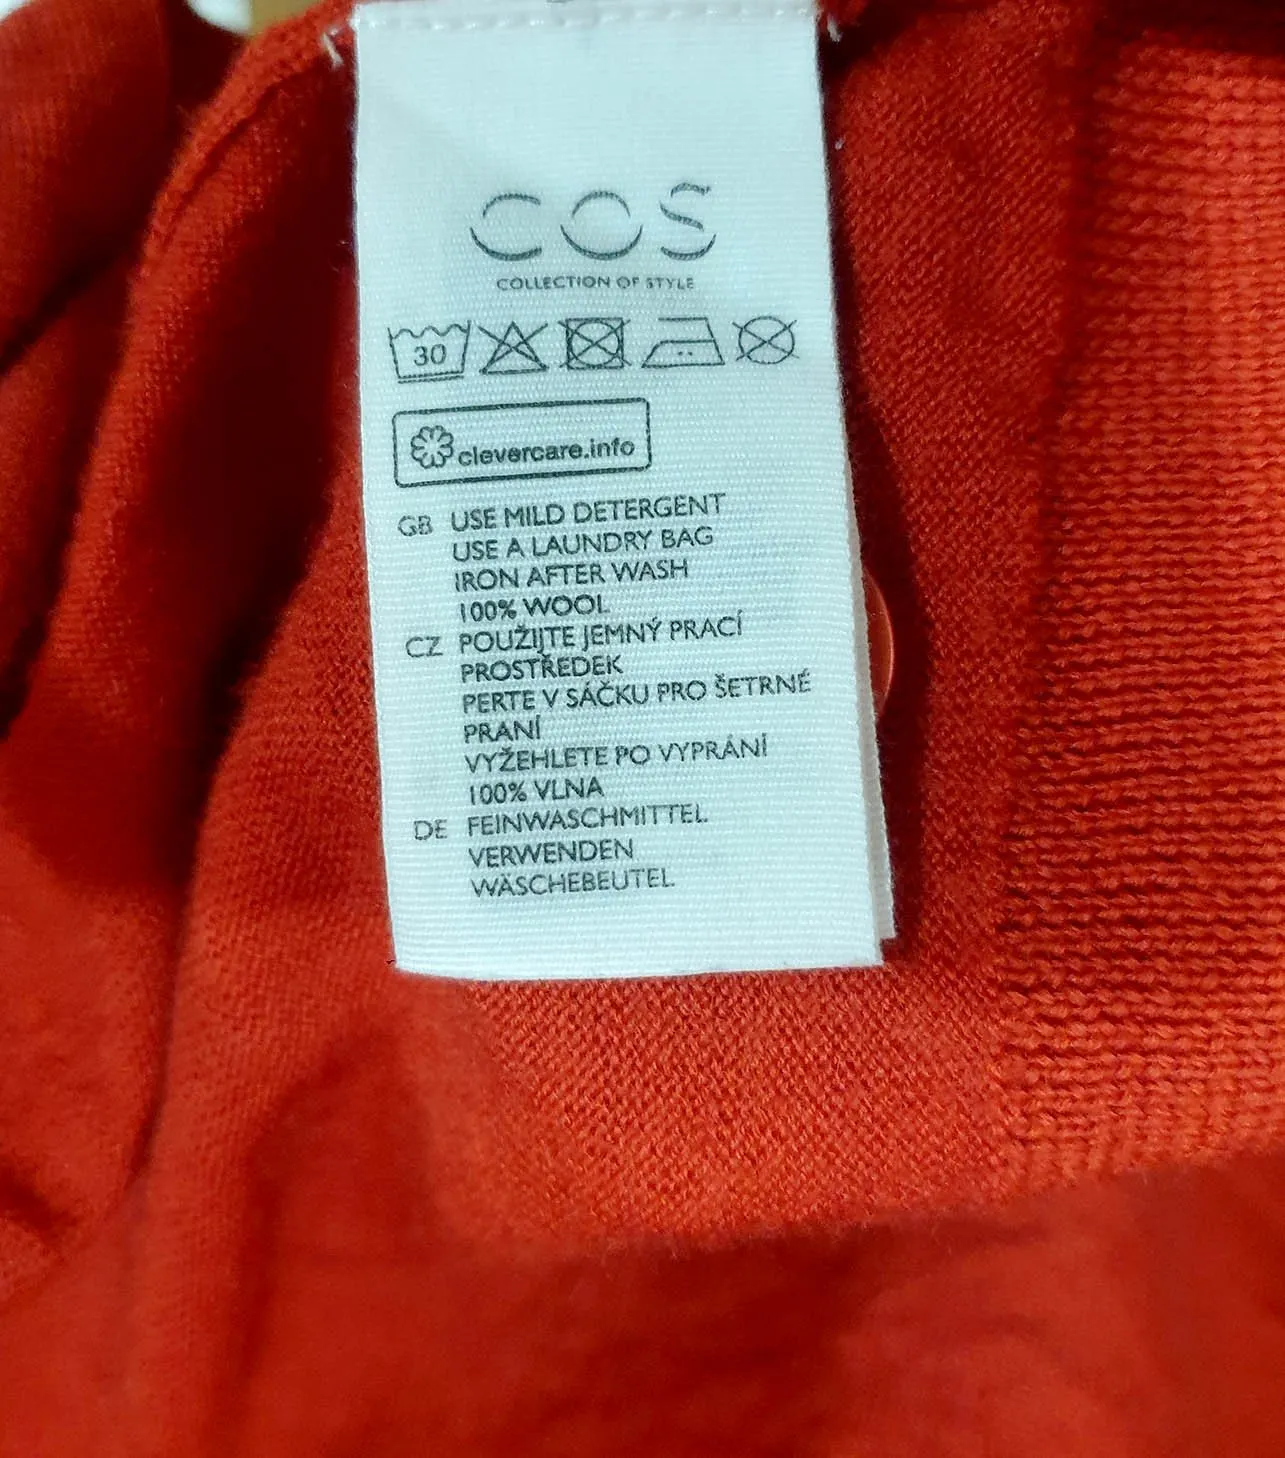 COS
COLLECTION OF STYLE
30
clevercare.info
GB USE MILD DETERGENT
USE A LAUNDRY BAG
IRON AFTER WASH
100% WOOL
CZ POUŽIJTE JEMNÝ PRACÍ
PROSTŘEDEK
PERTE V SÁČKU PRO ŠETRNÉ
PRANÍ
VYŽEHLETE PO VYPRÁNÍ
100% VLNA
DE FEINWASCHMITTEL
VERWENDEN
WÄSCHEBEUTEL